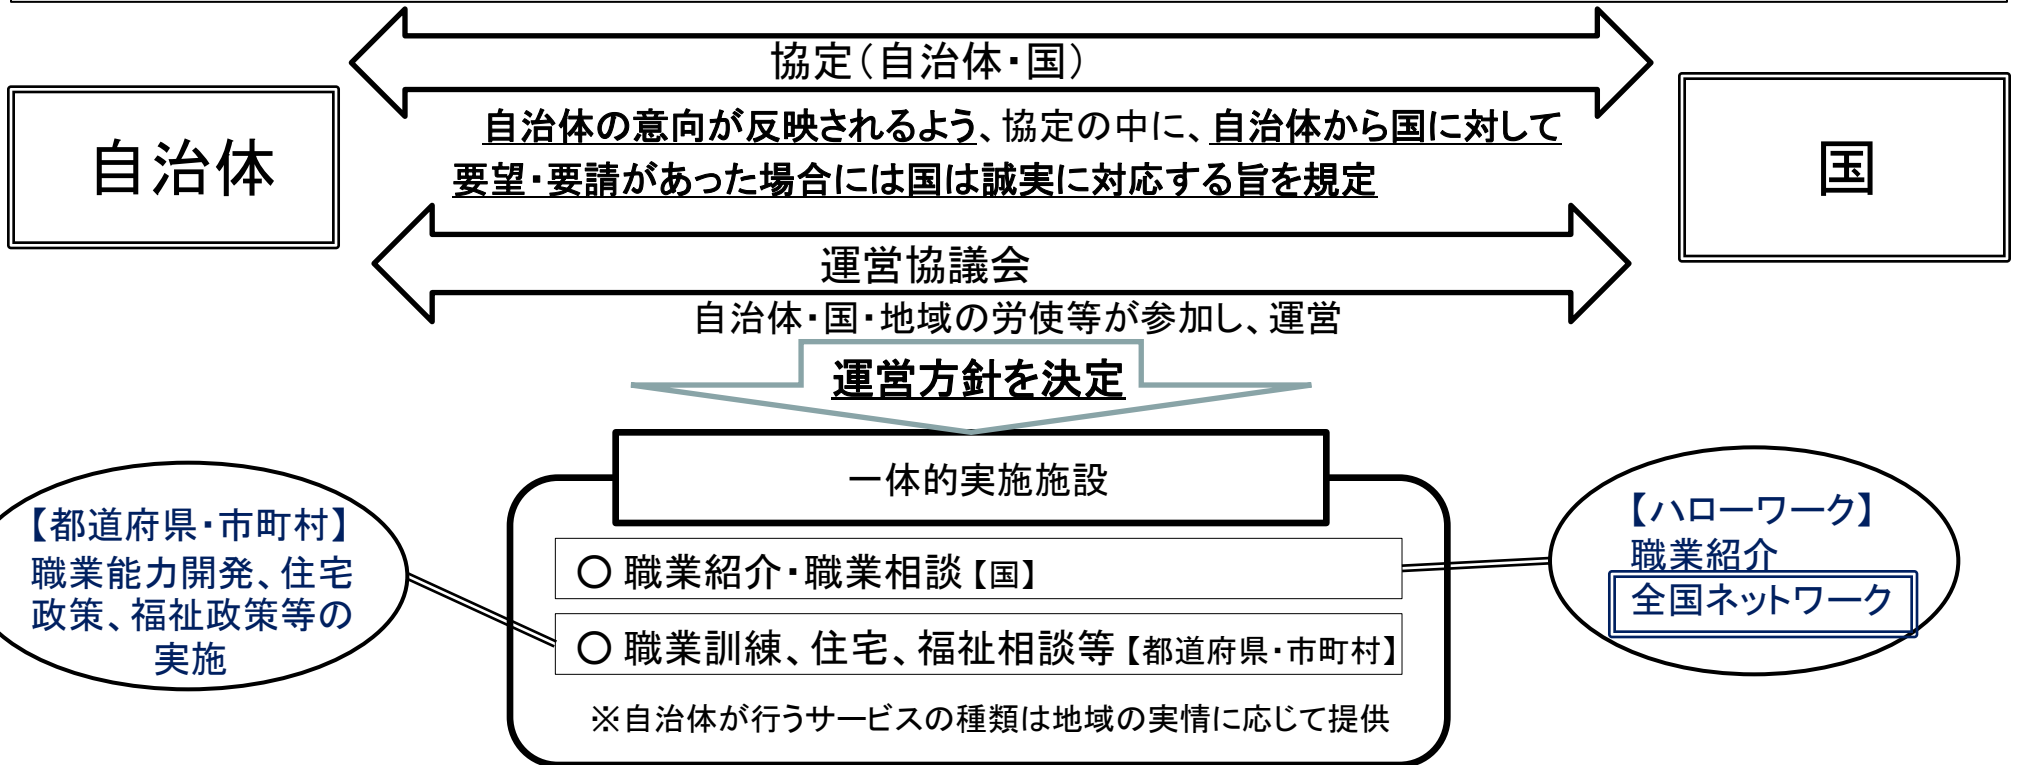 協定(自治体・国)
自治体の意向が反映されるよう、協定の中に、自治体から国に対して
要望・要請があった場合には国は誠実に対応する旨を規定
自治体
国
運営協議会
自治体・国・地域の労使等が参加し、運営
運営方針を決定
一体的実施施設
【都道府県・市町村】
職業能力開発、住宅
政策、福祉政策等の
実施
〇 職業紹介・職業相談【国】
〇 職業訓練、住宅、福祉相談等【都道府県・市町村】
※自治体が行うサービスの種類は地域の実情に応じて提供
【ハローワーク】
職業紹介
全国ネットワーク